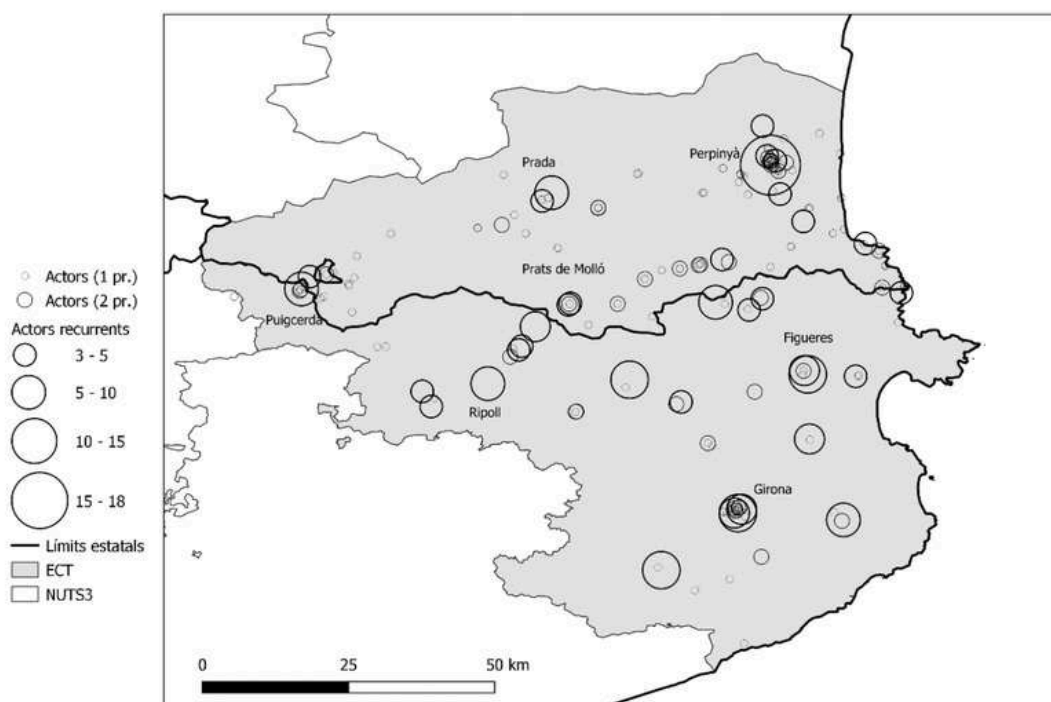 Perpinyà
Prada
Prats de Molló
Puigcerdà
Figueres
Ripoll
Girona
Actors (1 pr.)
Actors (2 pr.)
Actors recurrents
3 - 5
5 - 10
10 - 15
15 - 18
Límits estatals
ECT
NUTS3
0
25
50 km